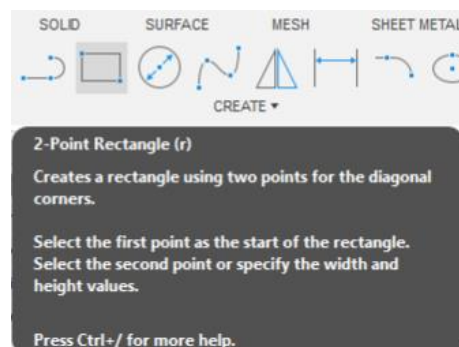 SOLID SURFACE MESH SHEET METAL
CREATE ▾
2-Point Rectangle (r)
Creates a rectangle using two points for the diagonal
corners.
Select the first point as the start of the rectangle.
Select the second point or specify the width and
height values.
Press Ctrl+/ for more help.